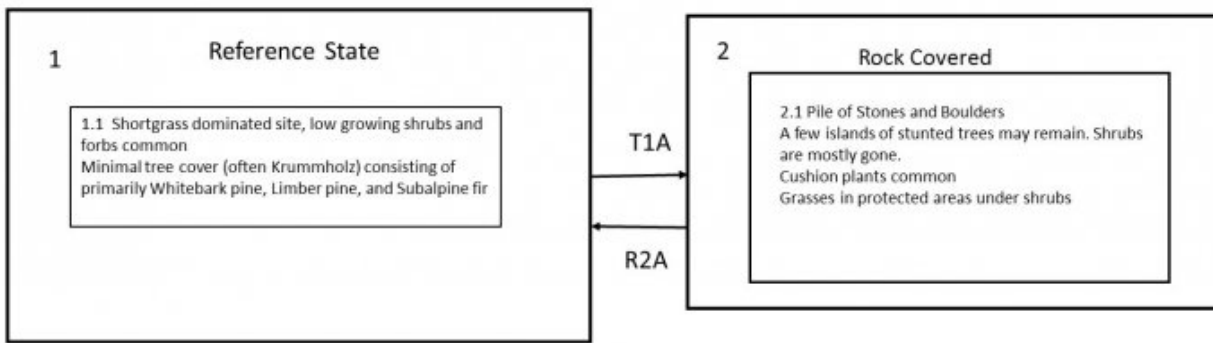 1
Reference State
1.1 Shortgrass dominated site, low growing shrubs and
forbs common
Minimal tree cover (often Krummholz) consisting of
primarily Whitebark pine, Limber pine, and Subalpine fir
T1A
R2A
2
Rock Covered
2.1 Pile of Stones and Boulders
A few islands of stunted trees may remain. Shrubs
are mostly gone.
Cushion plants common
Grasses in protected areas under shrubs